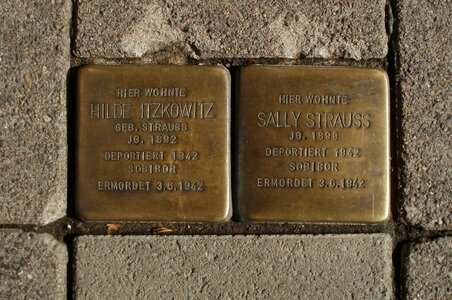 HIER WOHNTE
HILDE ITZKOWITZ
GEB. STRAUSS
JG. 1892
DEPORTIERT 1942
SOBIBOR
ERMORDET 3.6.1942
HIER WOHNTE
SALLY STRAUSS
JG. 1899
DEPORTIERT 1942
SOBIBOR
ERMORDET 3.6.1942